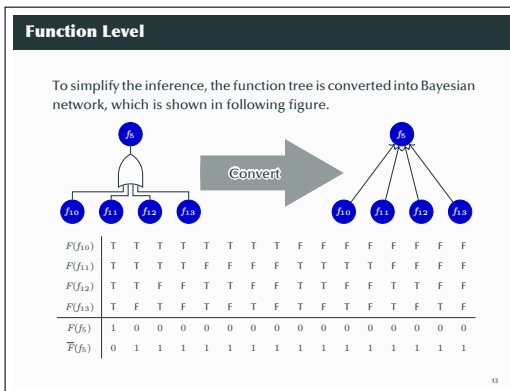 Function Level
To simplify the inference, the function tree is converted into Bayesian
network, which is shown in following figure.
f₅ f₅
Convert
f₁₀ f₁₁ f₁₂ f₁₃ f₁₀ f₁₁ f₁₂ f₁₃
F(f₁₀) T T T T T T T T F F F F F F F F
F(f₁₁) T T T T F F F F T T T T F F F F
F(f₁₂) T T F F T T F F T T F F T T F F
F(f₁₃) T F T F T F T F T F T F T F T F
F(f₅) 1 0 0 0 0 0 0 0 0 0 0 0 0 0 0 0
F̅(f₅) 0 1 1 1 1 1 1 1 1 1 1 1 1 1 1 1
13